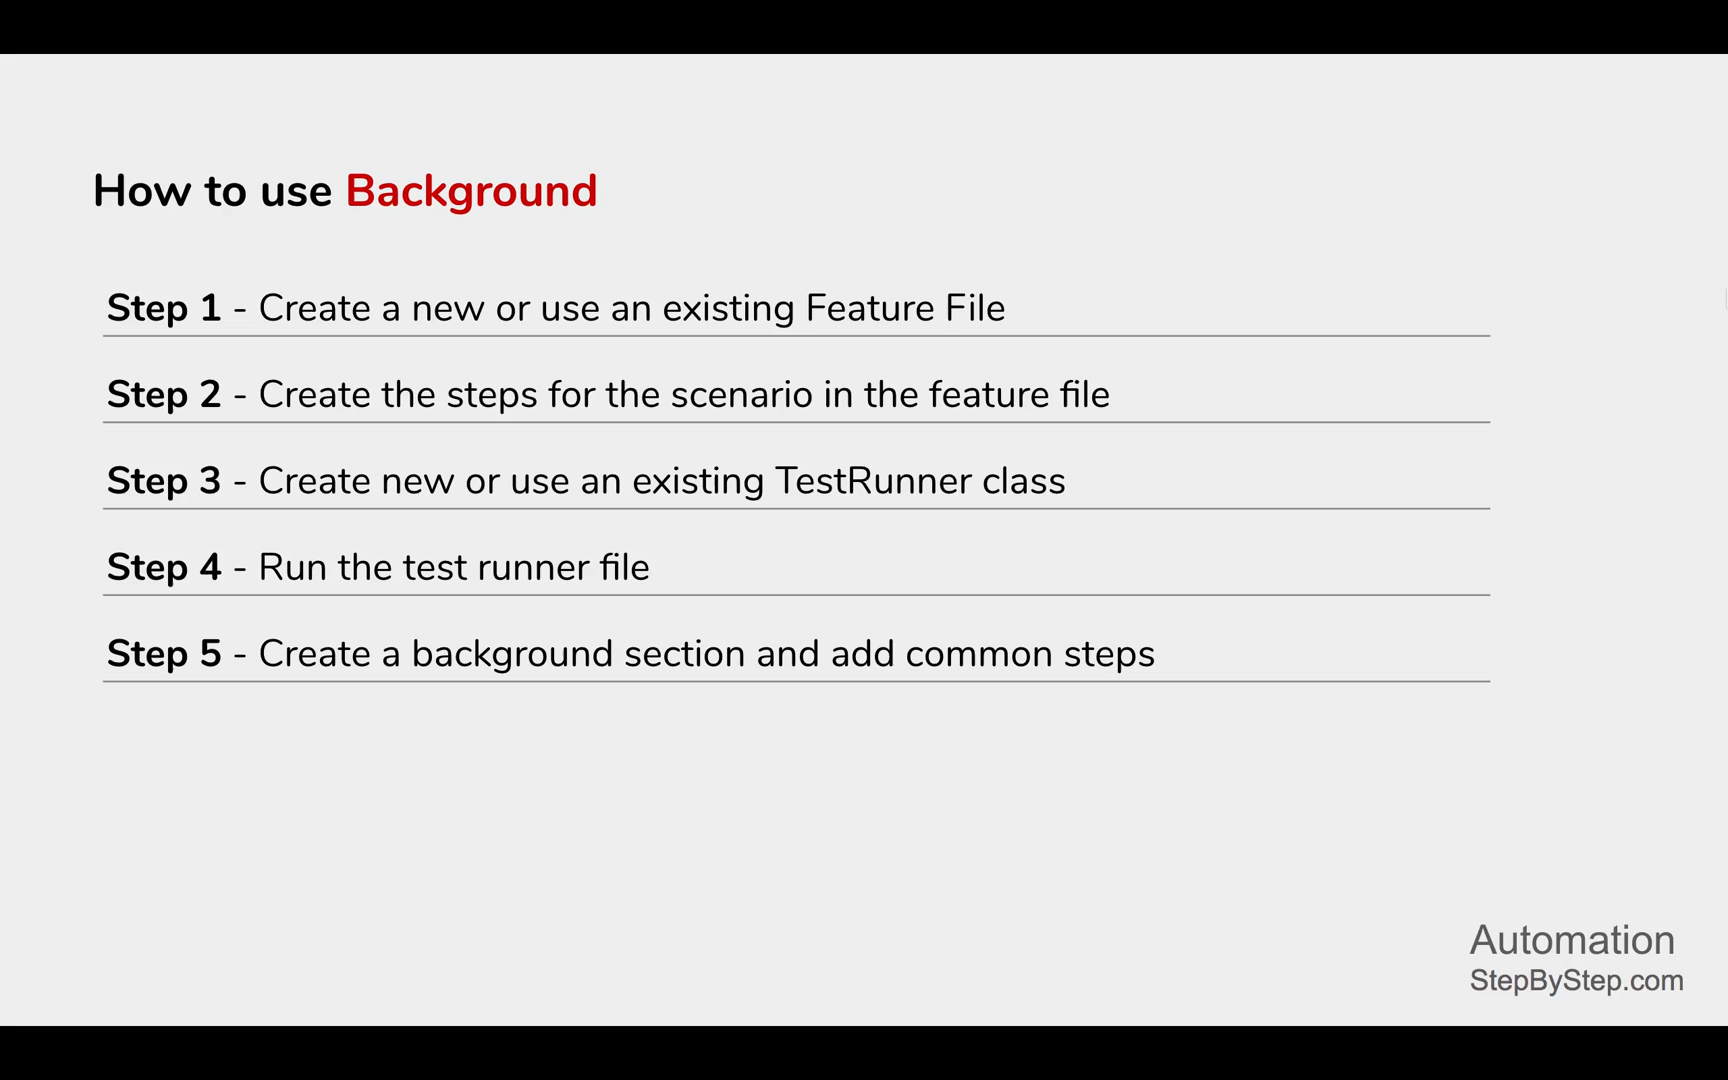 How to use Background
Step 1 - Create a new or use an existing Feature File
Step 2 - Create the steps for the scenario in the feature file
Step 3 - Create new or use an existing TestRunner class
Step 4 - Run the test runner file
Step 5 - Create a background section and add common steps
Automation
StepByStep.com